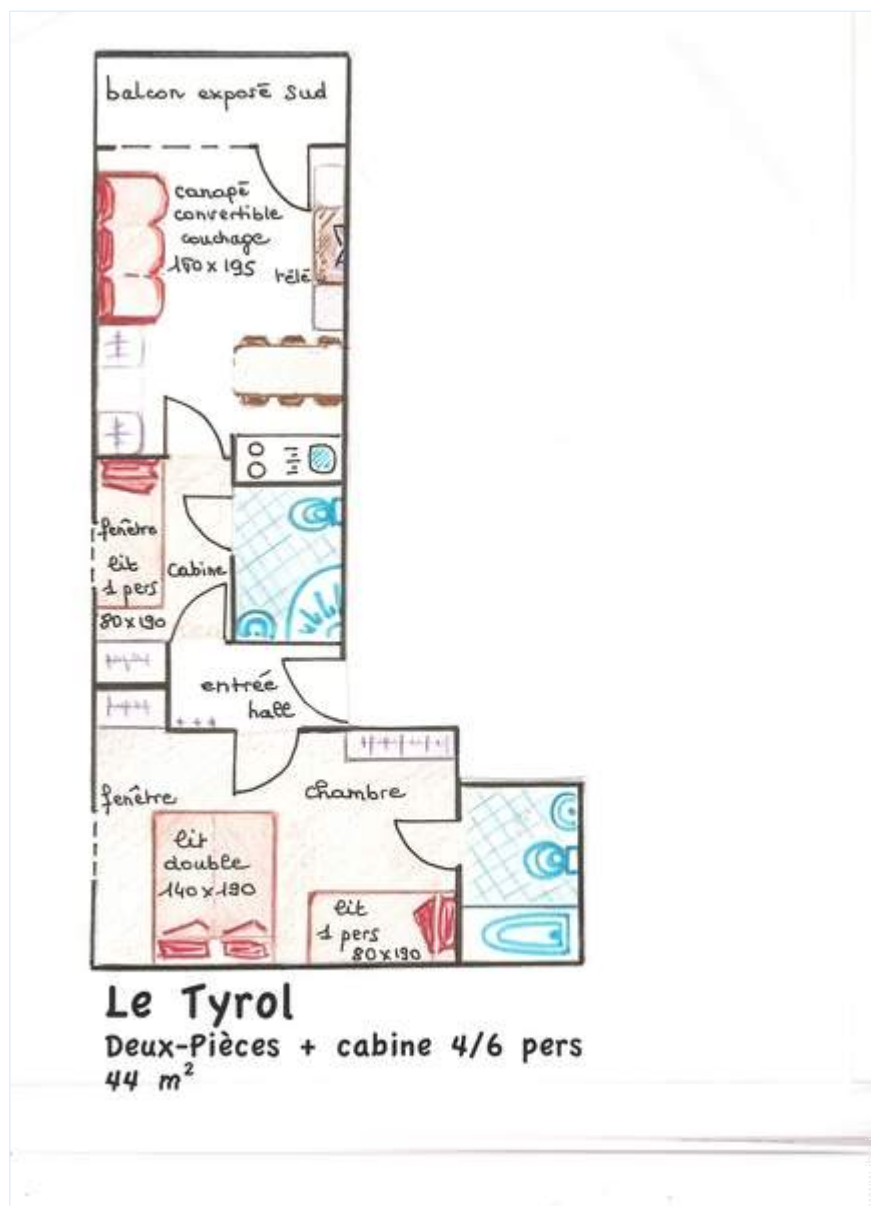 balcon exposé sud
canapé
convertible
couchage
160 x 195
télé
fenêtre
lit
1 pers
80 x 190
cabine
entrée
hall
fenêtre
chambre
lit
double
140 x 190
lit
1 pers
80 x 190
Le Tyrol
Deux-Pièces + cabine 4/6 pers
44 m²